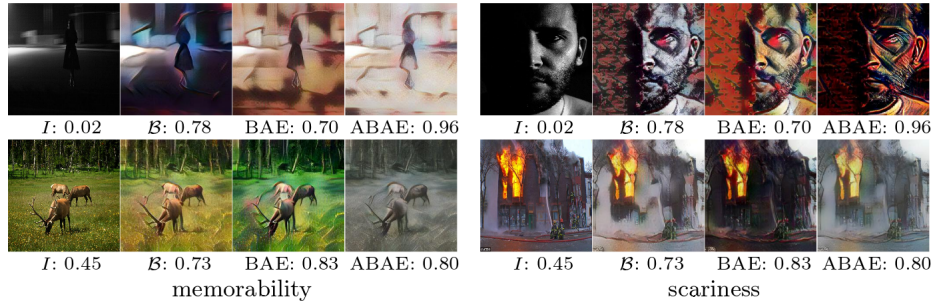 I: 0.02 B: 0.78 BAE: 0.70 ABAE: 0.96 I: 0.02 B: 0.78 BAE: 0.70 ABAE: 0.96
I: 0.45 B: 0.73 BAE: 0.83 ABAE: 0.80 I: 0.45 B: 0.73 BAE: 0.83 ABAE: 0.80
memorability scariness